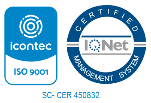 icontec
ISO 9001
CERTIFIED
IQNet
MANAGEMENT SYSTEM
SC- CER 450832